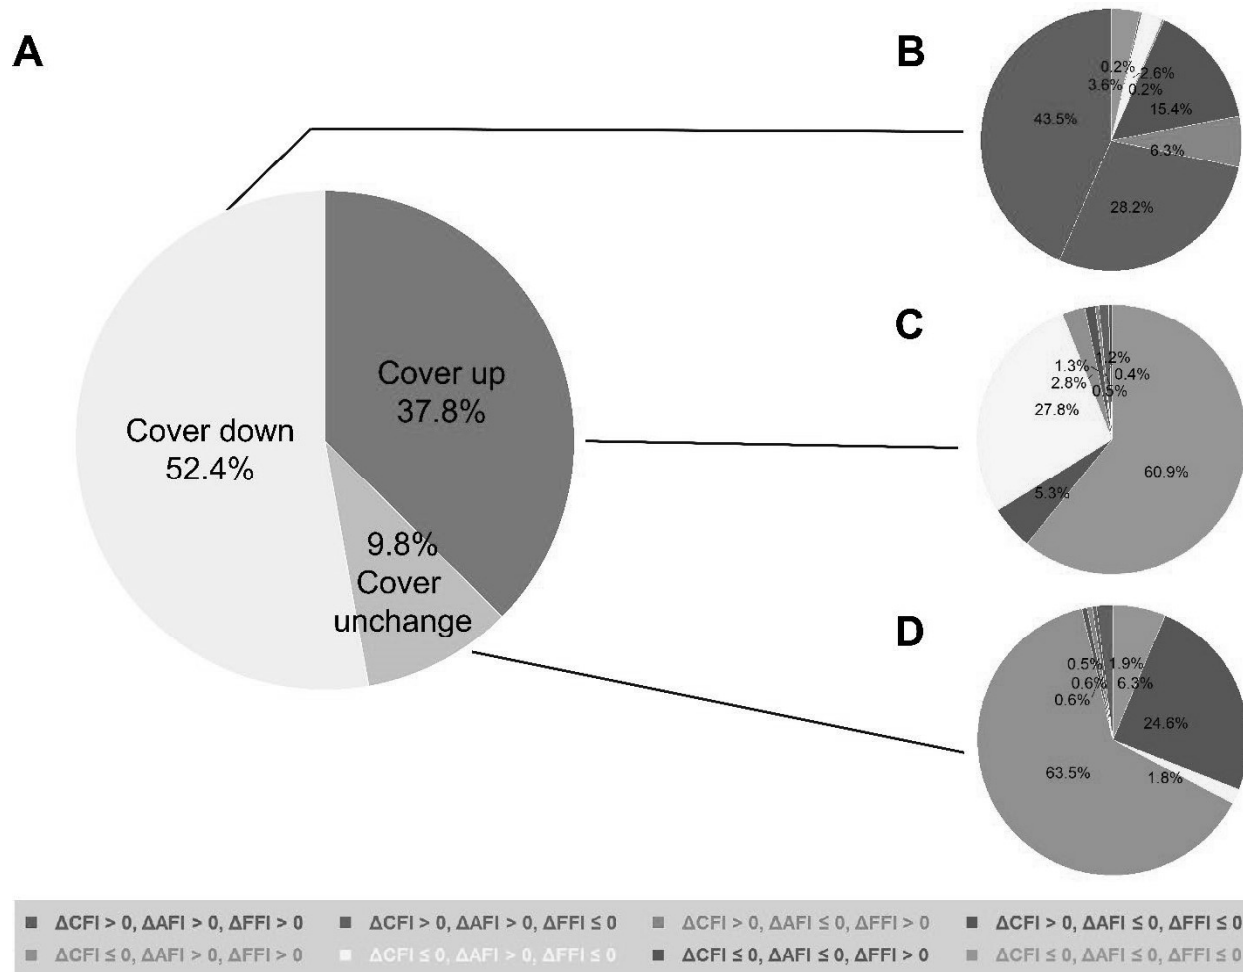 A
Cover up
37.8%
Cover down
52.4%
9.8%
Cover
unchange
B
0.2%
3.6%
2.6%
0.2%
15.4%
43.5%
6.3%
28.2%
C
1.2%
1.3%
0.4%
2.8%
0.5%
27.8%
5.3%
60.9%
D
0.5%
1.9%
0.6%
6.3%
0.6%
24.6%
63.5%
1.8%
ΔCFI > 0, ΔAFI > 0, ΔFFI > 0
ΔCFI > 0, ΔAFI > 0, ΔFFI ≤ 0
ΔCFI > 0, ΔAFI ≤ 0, ΔFFI > 0
ΔCFI > 0, ΔAFI ≤ 0, ΔFFI ≤ 0
ΔCFI ≤ 0, ΔAFI > 0, ΔFFI > 0
ΔCFI ≤ 0, ΔAFI > 0, ΔFFI ≤ 0
ΔCFI ≤ 0, ΔAFI ≤ 0, ΔFFI > 0
ΔCFI ≤ 0, ΔAFI ≤ 0, ΔFFI ≤ 0